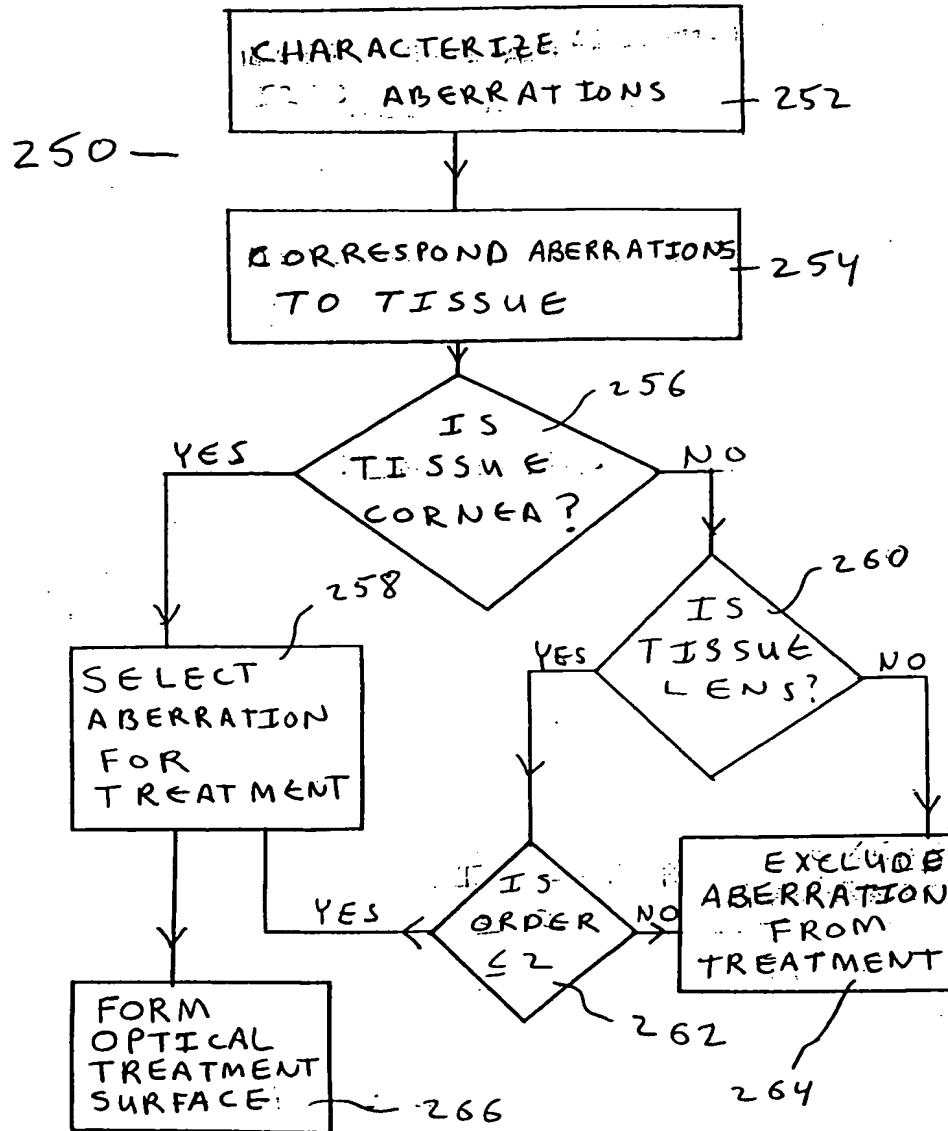 CHARACTERIZE
ABERRATIONS
252
250
CORRESPOND ABERRATIONS
TO TISSUE
254
256
IS
TISSUE
CORNEA?
YES
NO
258
260
SELECT
ABERRATION
FOR
TREATMENT
IS
TISSUE
LENS?
YES
NO
IS
ORDER
≤ 2
YES
NO
262
EXCLUDE
ABERRATION
FROM
TREATMENT
264
FORM
OPTICAL
TREATMENT
SURFACE
266